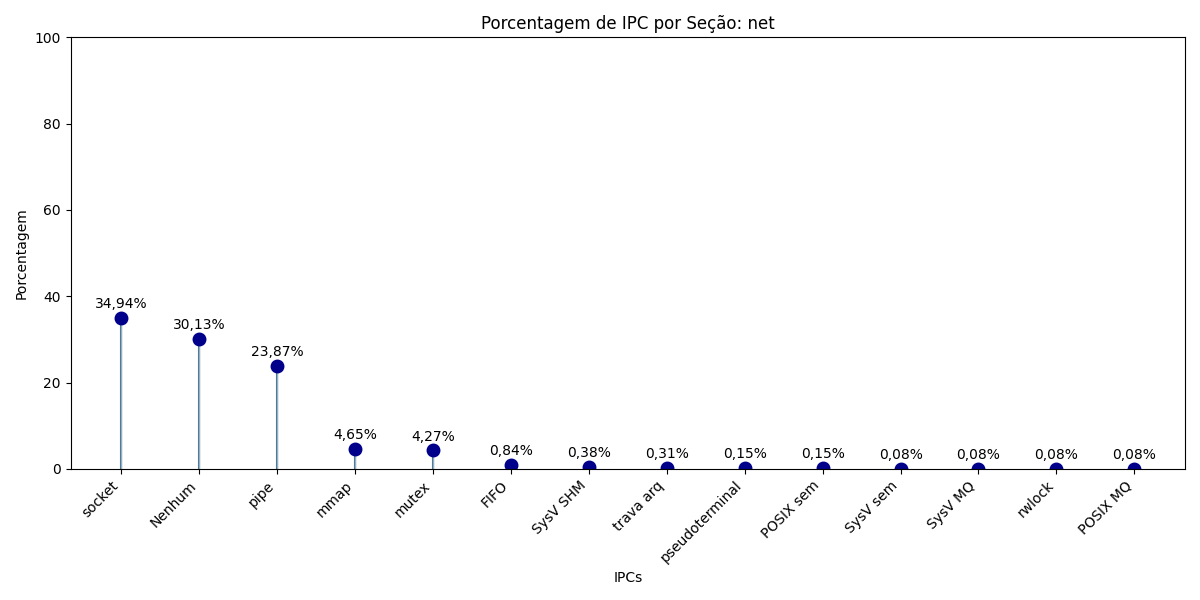 Porcentagem de IPC por Seção: net
Porcentagem
100
80
60
40
20
0
34,94%
30,13%
23,87%
4,65%
4,27%
0,84%
0,38%
0,31%
0,15%
0,15%
0,08%
0,08%
0,08%
0,08%
socket
Nenhum
pipe
mmap
mutex
FIFO
SysV SHM
trava arq
pseudoterminal
POSIX sem
SysV sem
SysV MQ
rwlock
POSIX MQ
IPCs